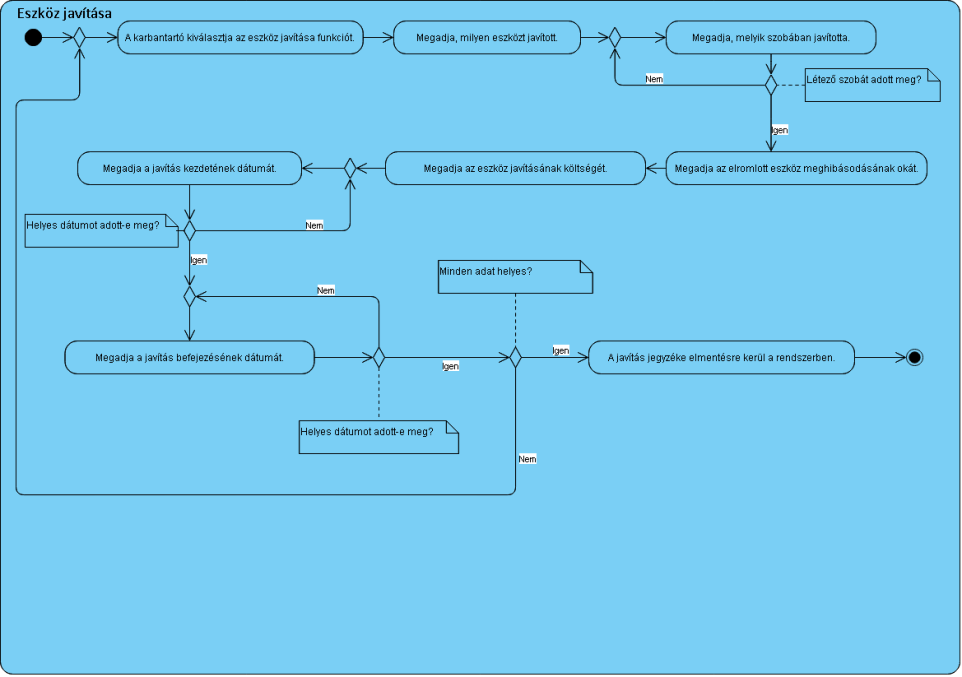 Eszköz javítása
A karbantartó kiválasztja az eszköz javítása funkciót.
Megadja, milyen eszközt javított.
Megadja, melyik szobában javította.
Nem
Létező szobát adott meg?
Igen
Megadja a javítás kezdetének dátumát.
Megadja az eszköz javításának költségét.
Megadja az elromlott eszköz meghibásodásának okát.
Helyes dátumot adott-e meg?
Nem
Igen
Minden adat helyes?
Nem
Megadja a javítás befejezésének dátumát.
Igen
Igen
A javítás jegyzéke elmentésre kerül a rendszerben.
Helyes dátumot adott-e meg?
Nem